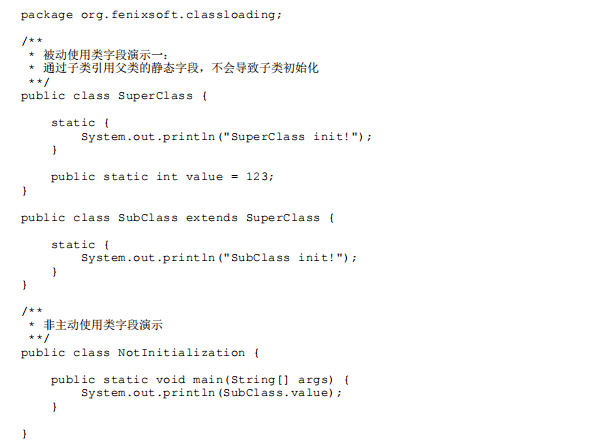 package org.fenixsoft.classloading;
/**
 * 被动使用类字段演示一：
 * 通过子类引用父类的静态字段，不会导致子类初始化
 **/
public class SuperClass {
    static {
        System.out.println("SuperClass init!");
    }
    public static int value = 123;
}
public class SubClass extends SuperClass {
    static {
        System.out.println("SubClass init!");
    }
}
/**
 * 非主动使用类字段演示
 **/
public class NotInitialization {
    public static void main(String[] args) {
        System.out.println(SubClass.value);
    }
}